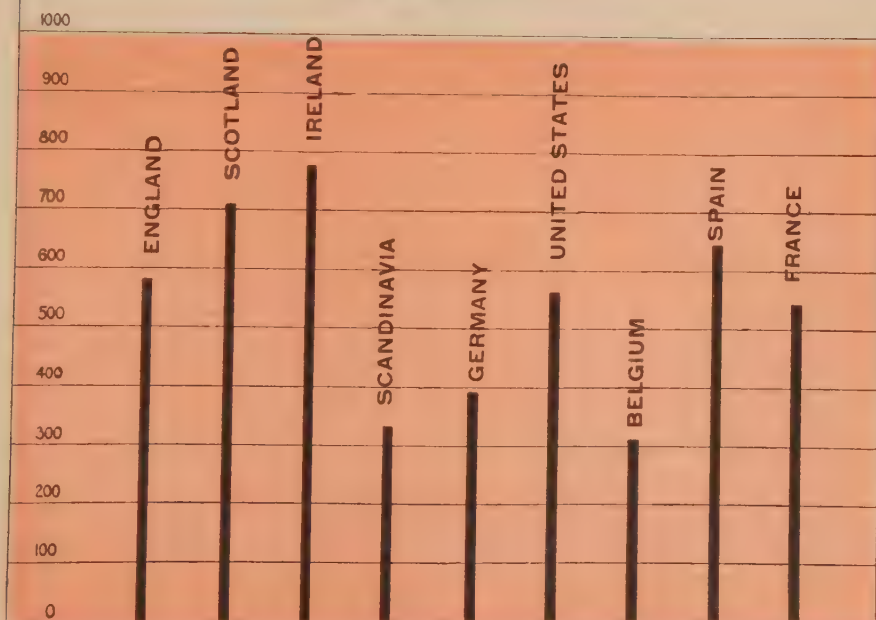 1000
900
800
700
600
500
400
300
200
100
0
ENGLAND
SCOTLAND
IRELAND
SCANDINAVIA
GERMANY
UNITED STATES
BELGIUM
SPAIN
FRANCE